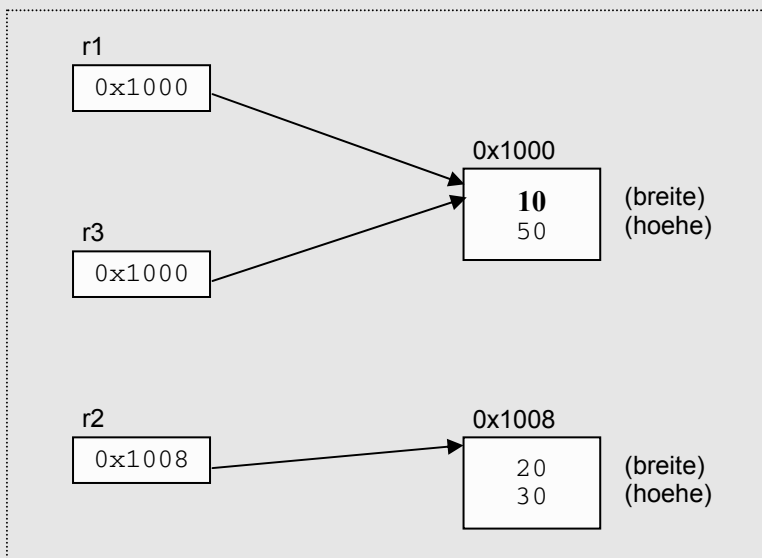 r1
0x1000
0x1000
10 (breite)
50 (hoehe)
r3
0x1000
r2
0x1008
0x1008
20 (breite)
30 (hoehe)